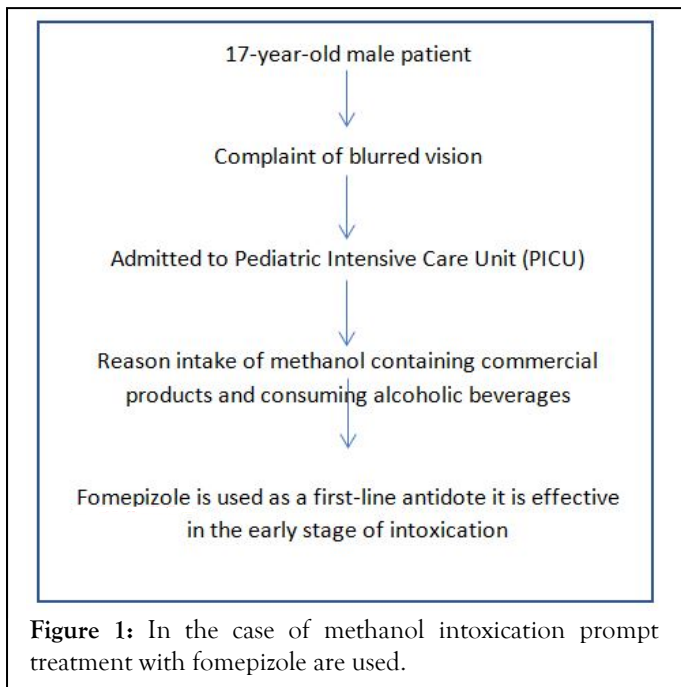 17-year-old male patient
Complaint of blurred vision
Admitted to Pediatric Intensive Care Unit (PICU)
Reason intake of methanol containing commercial
products and consuming alcoholic beverages
Fomepizole is used as a first-line antidote it is effective
in the early stage of intoxication
Figure 1: In the case of methanol intoxication prompt
treatment with fomepizole are used.